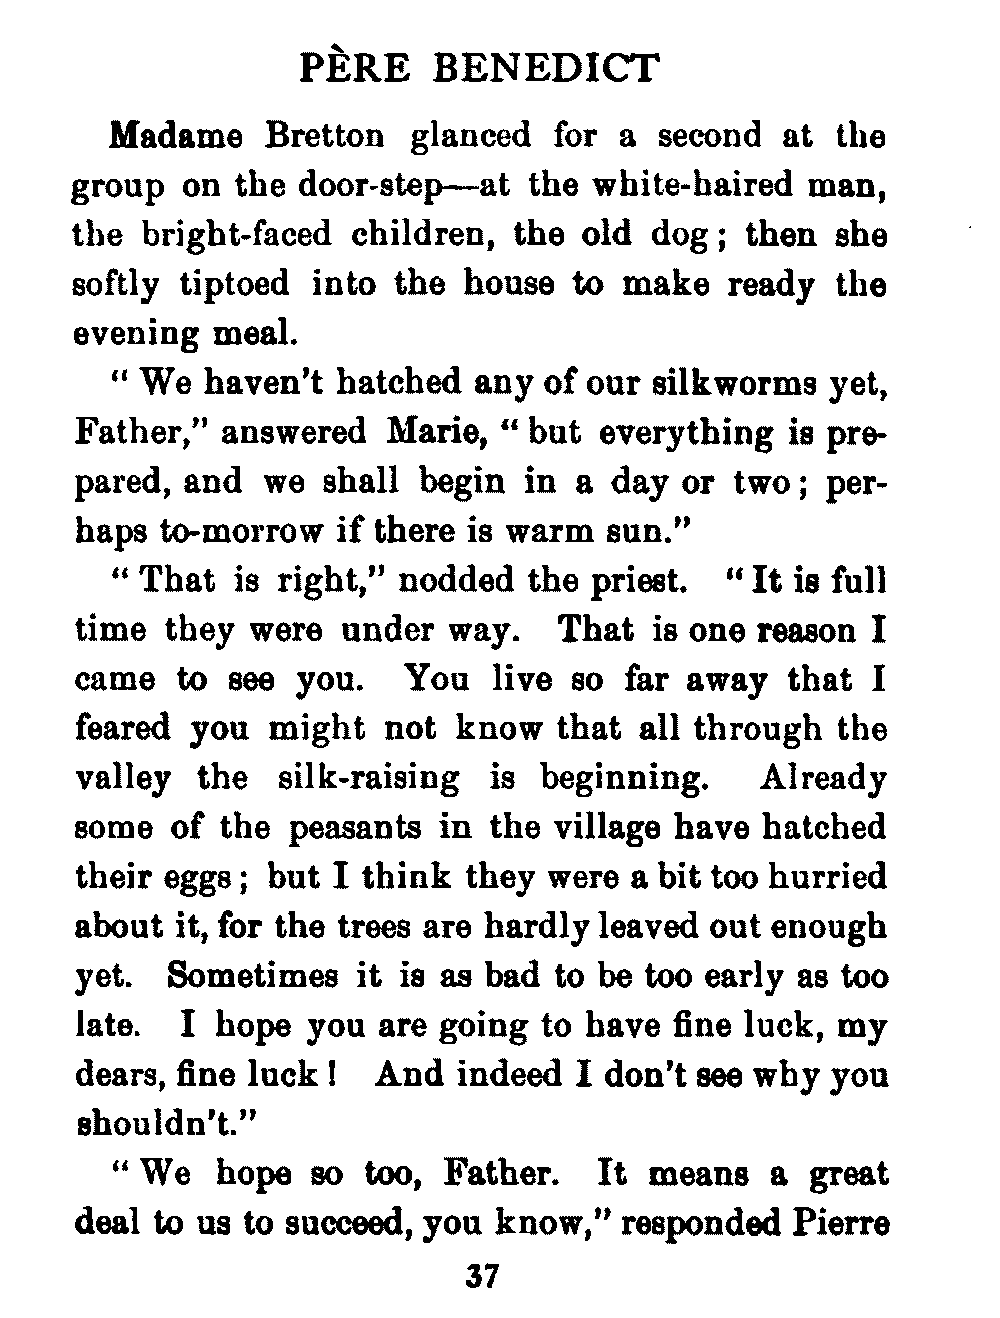 PÈRE BENEDICT
Madame Bretton glanced for a second at the
group on the door-step—at the white-haired man,
the bright-faced children, the old dog; then she
softly tiptoed into the house to make ready the
evening meal.
“ We haven't hatched any of our silkworms yet,
Father,” answered Marie, “ but everything is pre-
pared, and we shall begin in a day or two; per-
haps to-morrow if there is warm sun.”
“ That is right,” nodded the priest. “ It is full
time they were under way. That is one reason I
came to see you. You live so far away that I
feared you might not know that all through the
valley the silk-raising is beginning. Already
some of the peasants in the village have hatched
their eggs; but I think they were a bit too hurried
about it, for the trees are hardly leaved out enough
yet. Sometimes it is as bad to be too early as too
late. I hope you are going to have fine luck, my
dears, fine luck! And indeed I don't see why you
shouldn't.”
“ We hope so too, Father. It means a great
deal to us to succeed, you know,” responded Pierre
37